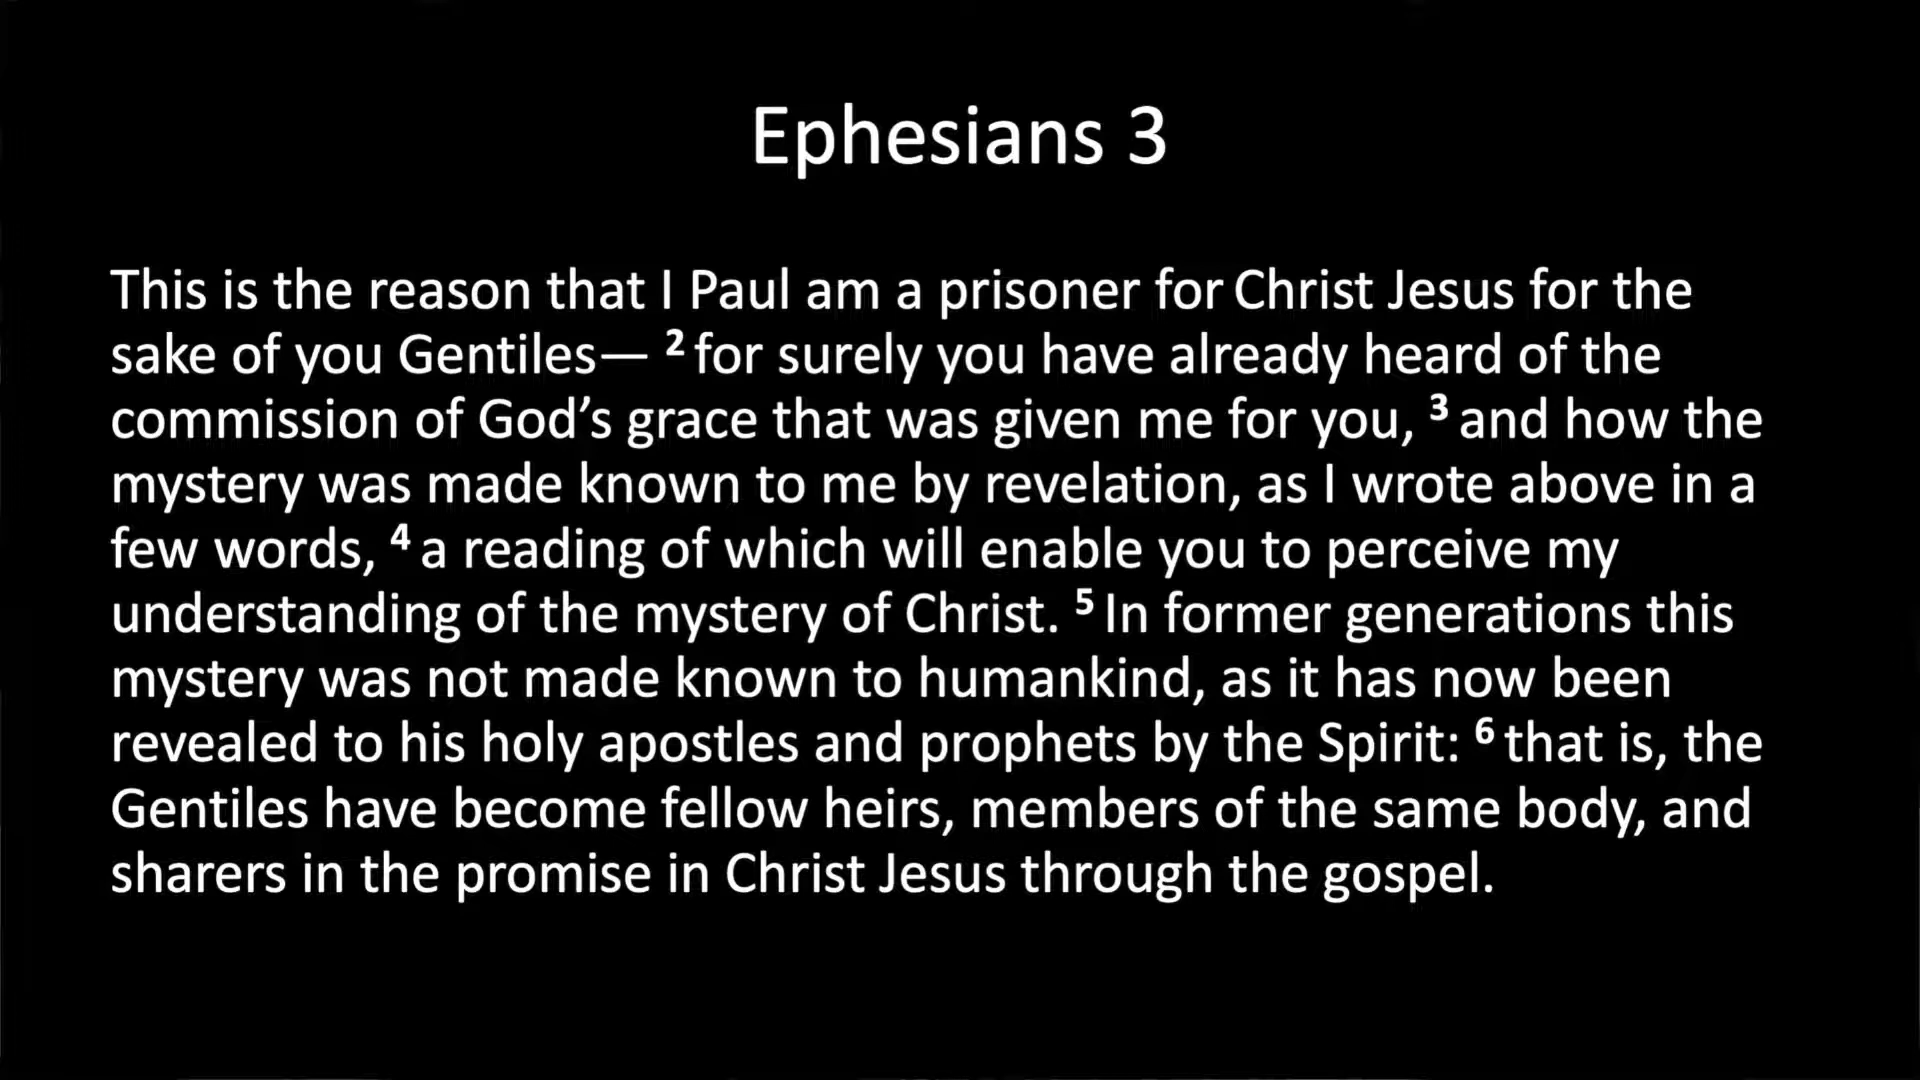 Ephesians 3
This is the reason that I Paul am a prisoner for Christ Jesus for the
sake of you Gentiles— ² for surely you have already heard of the
commission of God’s grace that was given me for you, ³ and how the
mystery was made known to me by revelation, as I wrote above in a
few words, ⁴ a reading of which will enable you to perceive my
understanding of the mystery of Christ. ⁵ In former generations this
mystery was not made known to humankind, as it has now been
revealed to his holy apostles and prophets by the Spirit: ⁶ that is, the
Gentiles have become fellow heirs, members of the same body, and
sharers in the promise in Christ Jesus through the gospel.